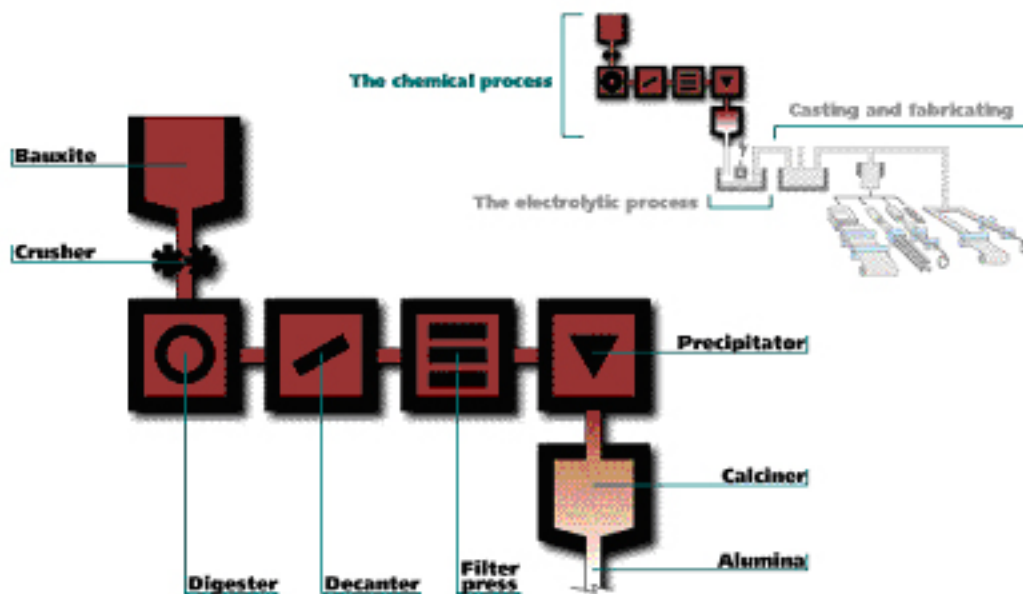 The chemical process
Casting and fabricating
The electrolytic process
Bauxite
Crusher
Precipitator
Calciner
Alumina
Digester
Decanter
Filter
press